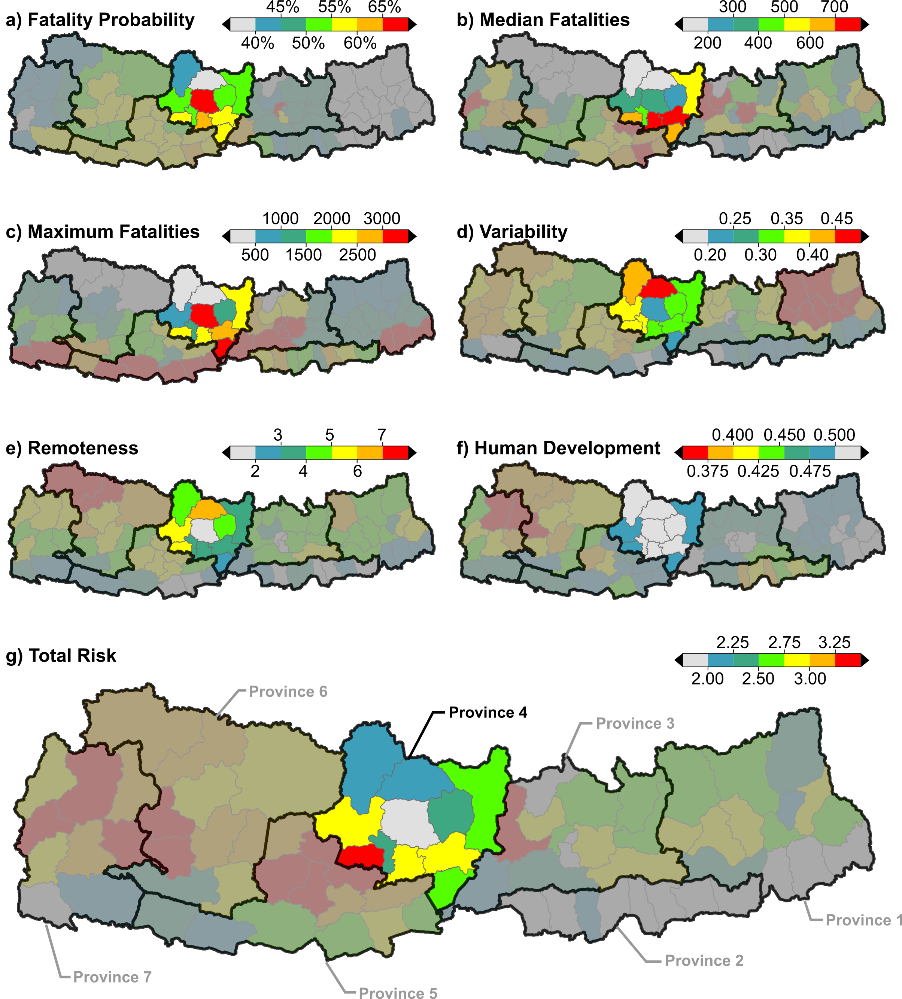 a) Fatality Probability
45% 55% 65%
40% 50% 60%
b) Median Fatalities
300 500 700
200 400 600
c) Maximum Fatalities
1000 2000 3000
500 1500 2500
d) Variability
0.25 0.35 0.45
0.20 0.30 0.40
e) Remoteness
3 5 7
2 4 6
f) Human Development
0.400 0.450 0.500
0.375 0.425 0.475
g) Total Risk
2.25 2.75 3.25
2.00 2.50 3.00
Province 6
Province 4
Province 3
Province 1
Province 2
Province 7
Province 5